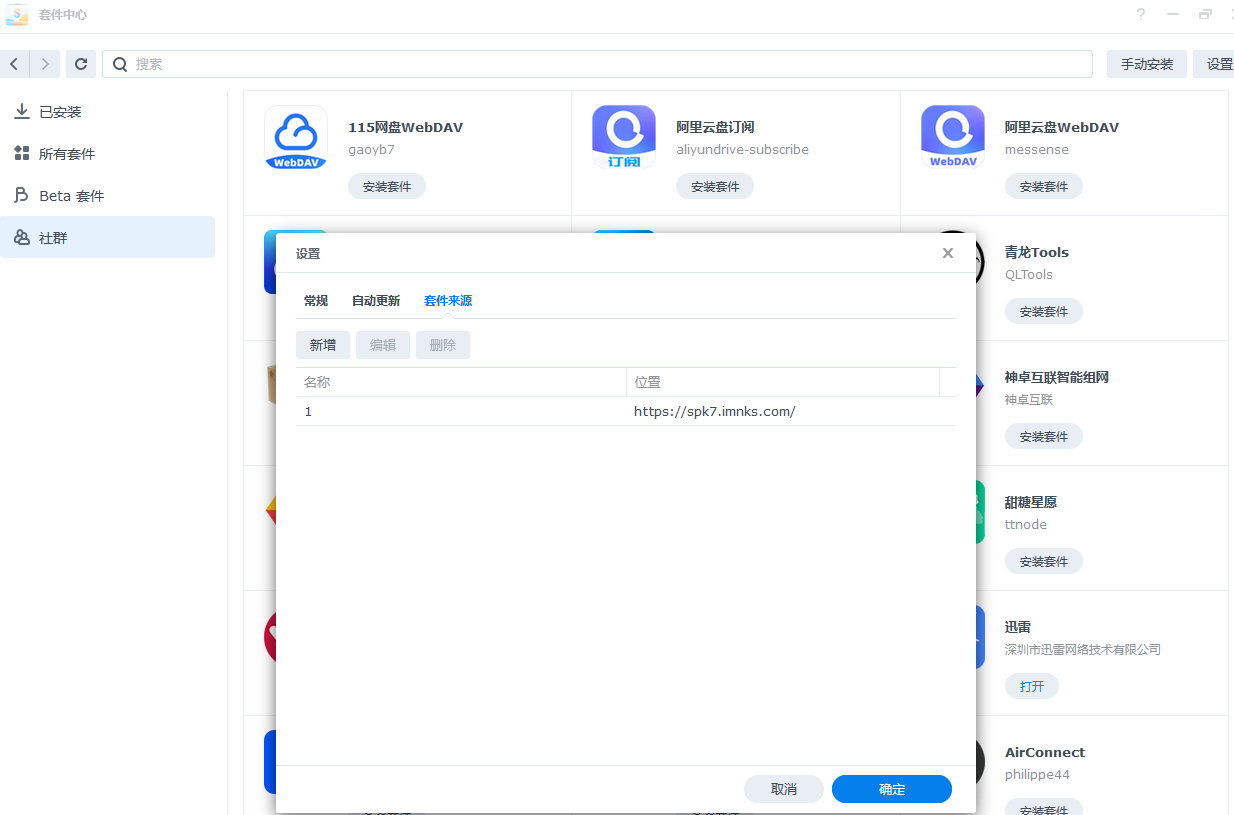 套件中心
搜索
手动安装
设置
已安装
所有套件
Beta 套件
社群
115网盘WebDAV
gaoyb7
安装套件
阿里云盘订阅
aliyundrive-subscribe
安装套件
阿里云盘WebDAV
messense
安装套件
WebDAV
订阅
WebDAV
青龙Tools
QLTools
安装套件
设置
常规 自动更新 套件来源
新增 编辑 删除
名称 位置
1 https://spk7.imnks.com/
取消 确定
神卓互联智能组网
神卓互联
安装套件
甜糖星愿
ttnode
安装套件
迅雷
深圳市迅雷网络技术有限公司
打开
AirConnect
philippe44
安装套件